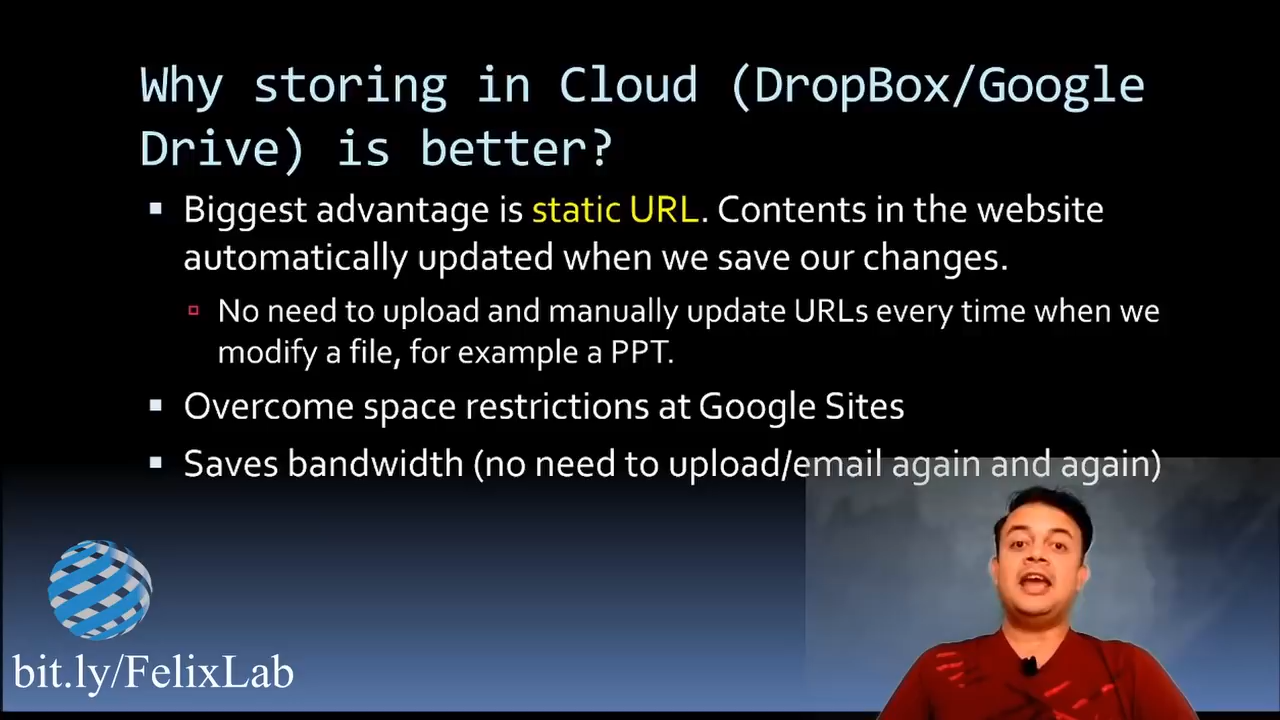 Why storing in Cloud (DropBox/Google
Drive) is better?
Biggest advantage is static URL. Contents in the website
automatically updated when we save our changes.
No need to upload and manually update URLs every time when we
modify a file, for example a PPT.
Overcome space restrictions at Google Sites
Saves bandwidth (no need to upload/email again and again)
bit.ly/FelixLab